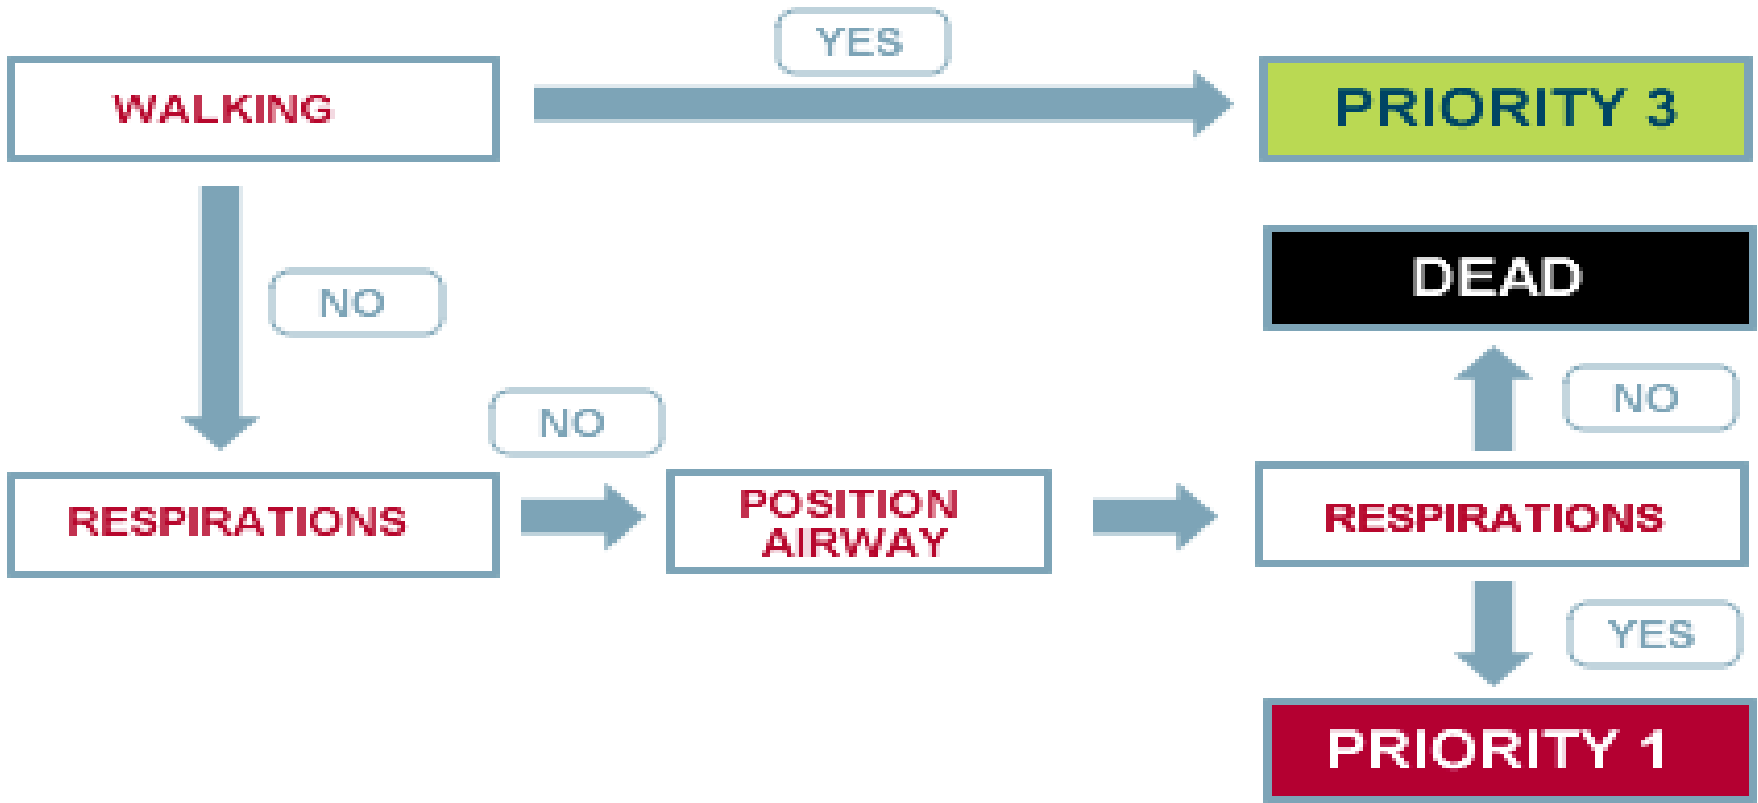 YES
WALKING
PRIORITY 3
DEAD
NO
NO
NO
RESPIRATIONS
POSITION
AIRWAY
RESPIRATIONS
YES
PRIORITY 1